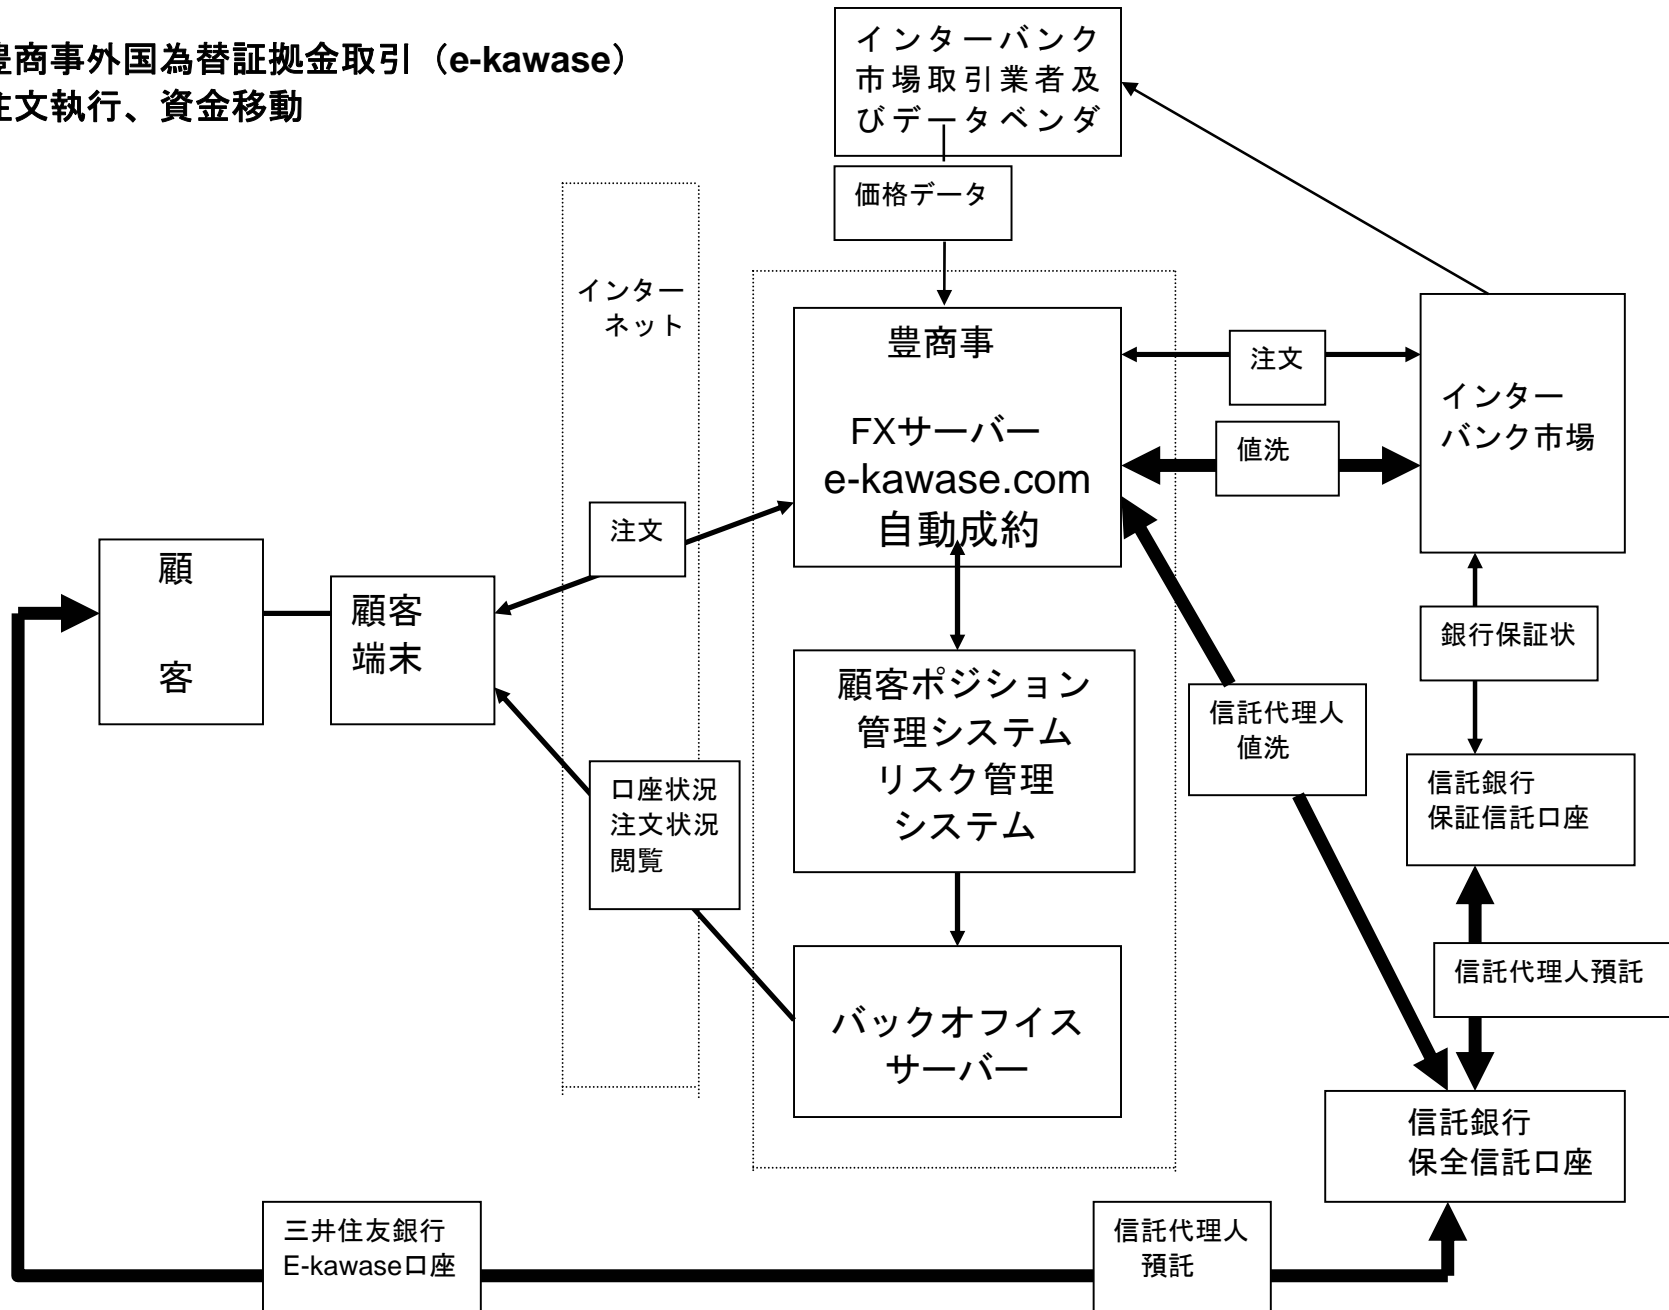 豊商事外国為替証拠金取引（e-kawase）
注文執行、資金移動
インターバンク
市場取引業者及
びデータベンダ
価格データ
インター
ネット
豊商事
FXサーバー
e-kawase.com
自動成約
注文
値洗
インター
バンク市場
注文
顧
客
顧客
端末
銀行保証状
顧客ポジション
管理システム
リスク管理
システム
信託代理人
値洗
口座状況
注文状況
閲覧
信託銀行
保証信託口座
信託代理人預託
バックオフイス
サーバー
信託銀行
保全信託口座
三井住友銀行
E-kawase口座
信託代理人
預託